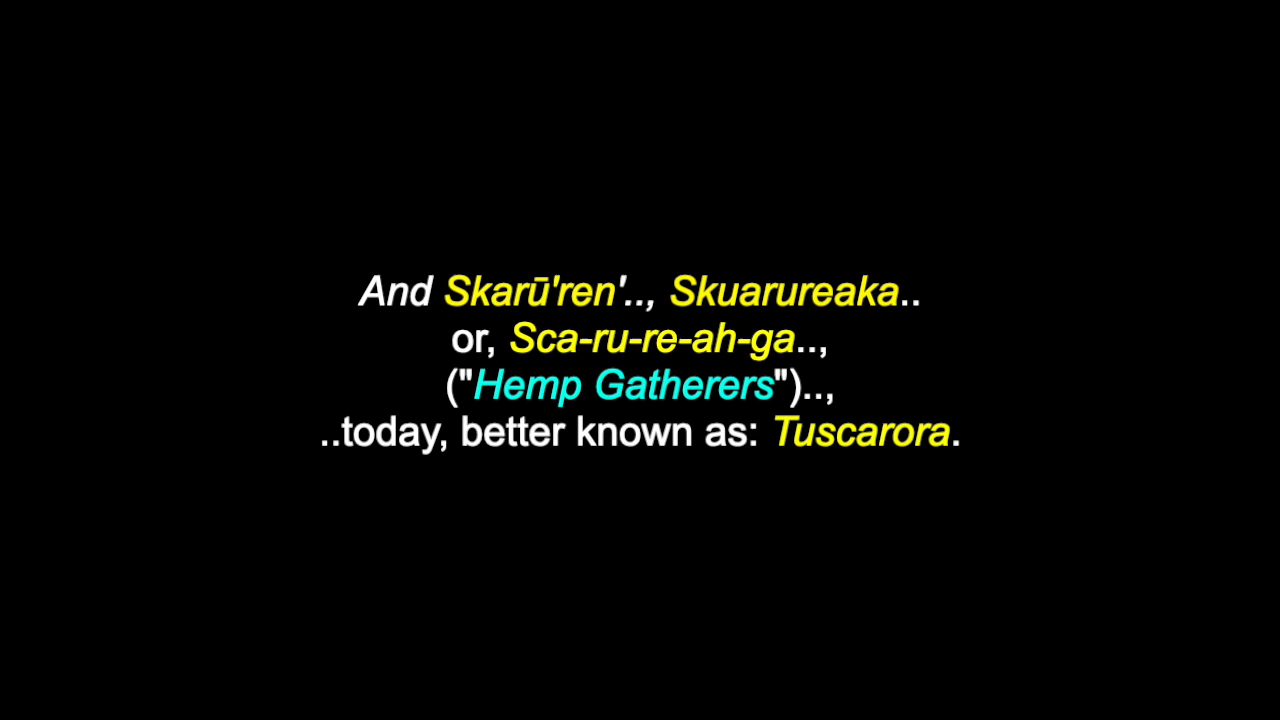 And Skarū'ren'.., Skuarureaka..
or, Sca-ru-re-ah-ga..,
("Hemp Gatherers")..,
..today, better known as: Tuscarora.